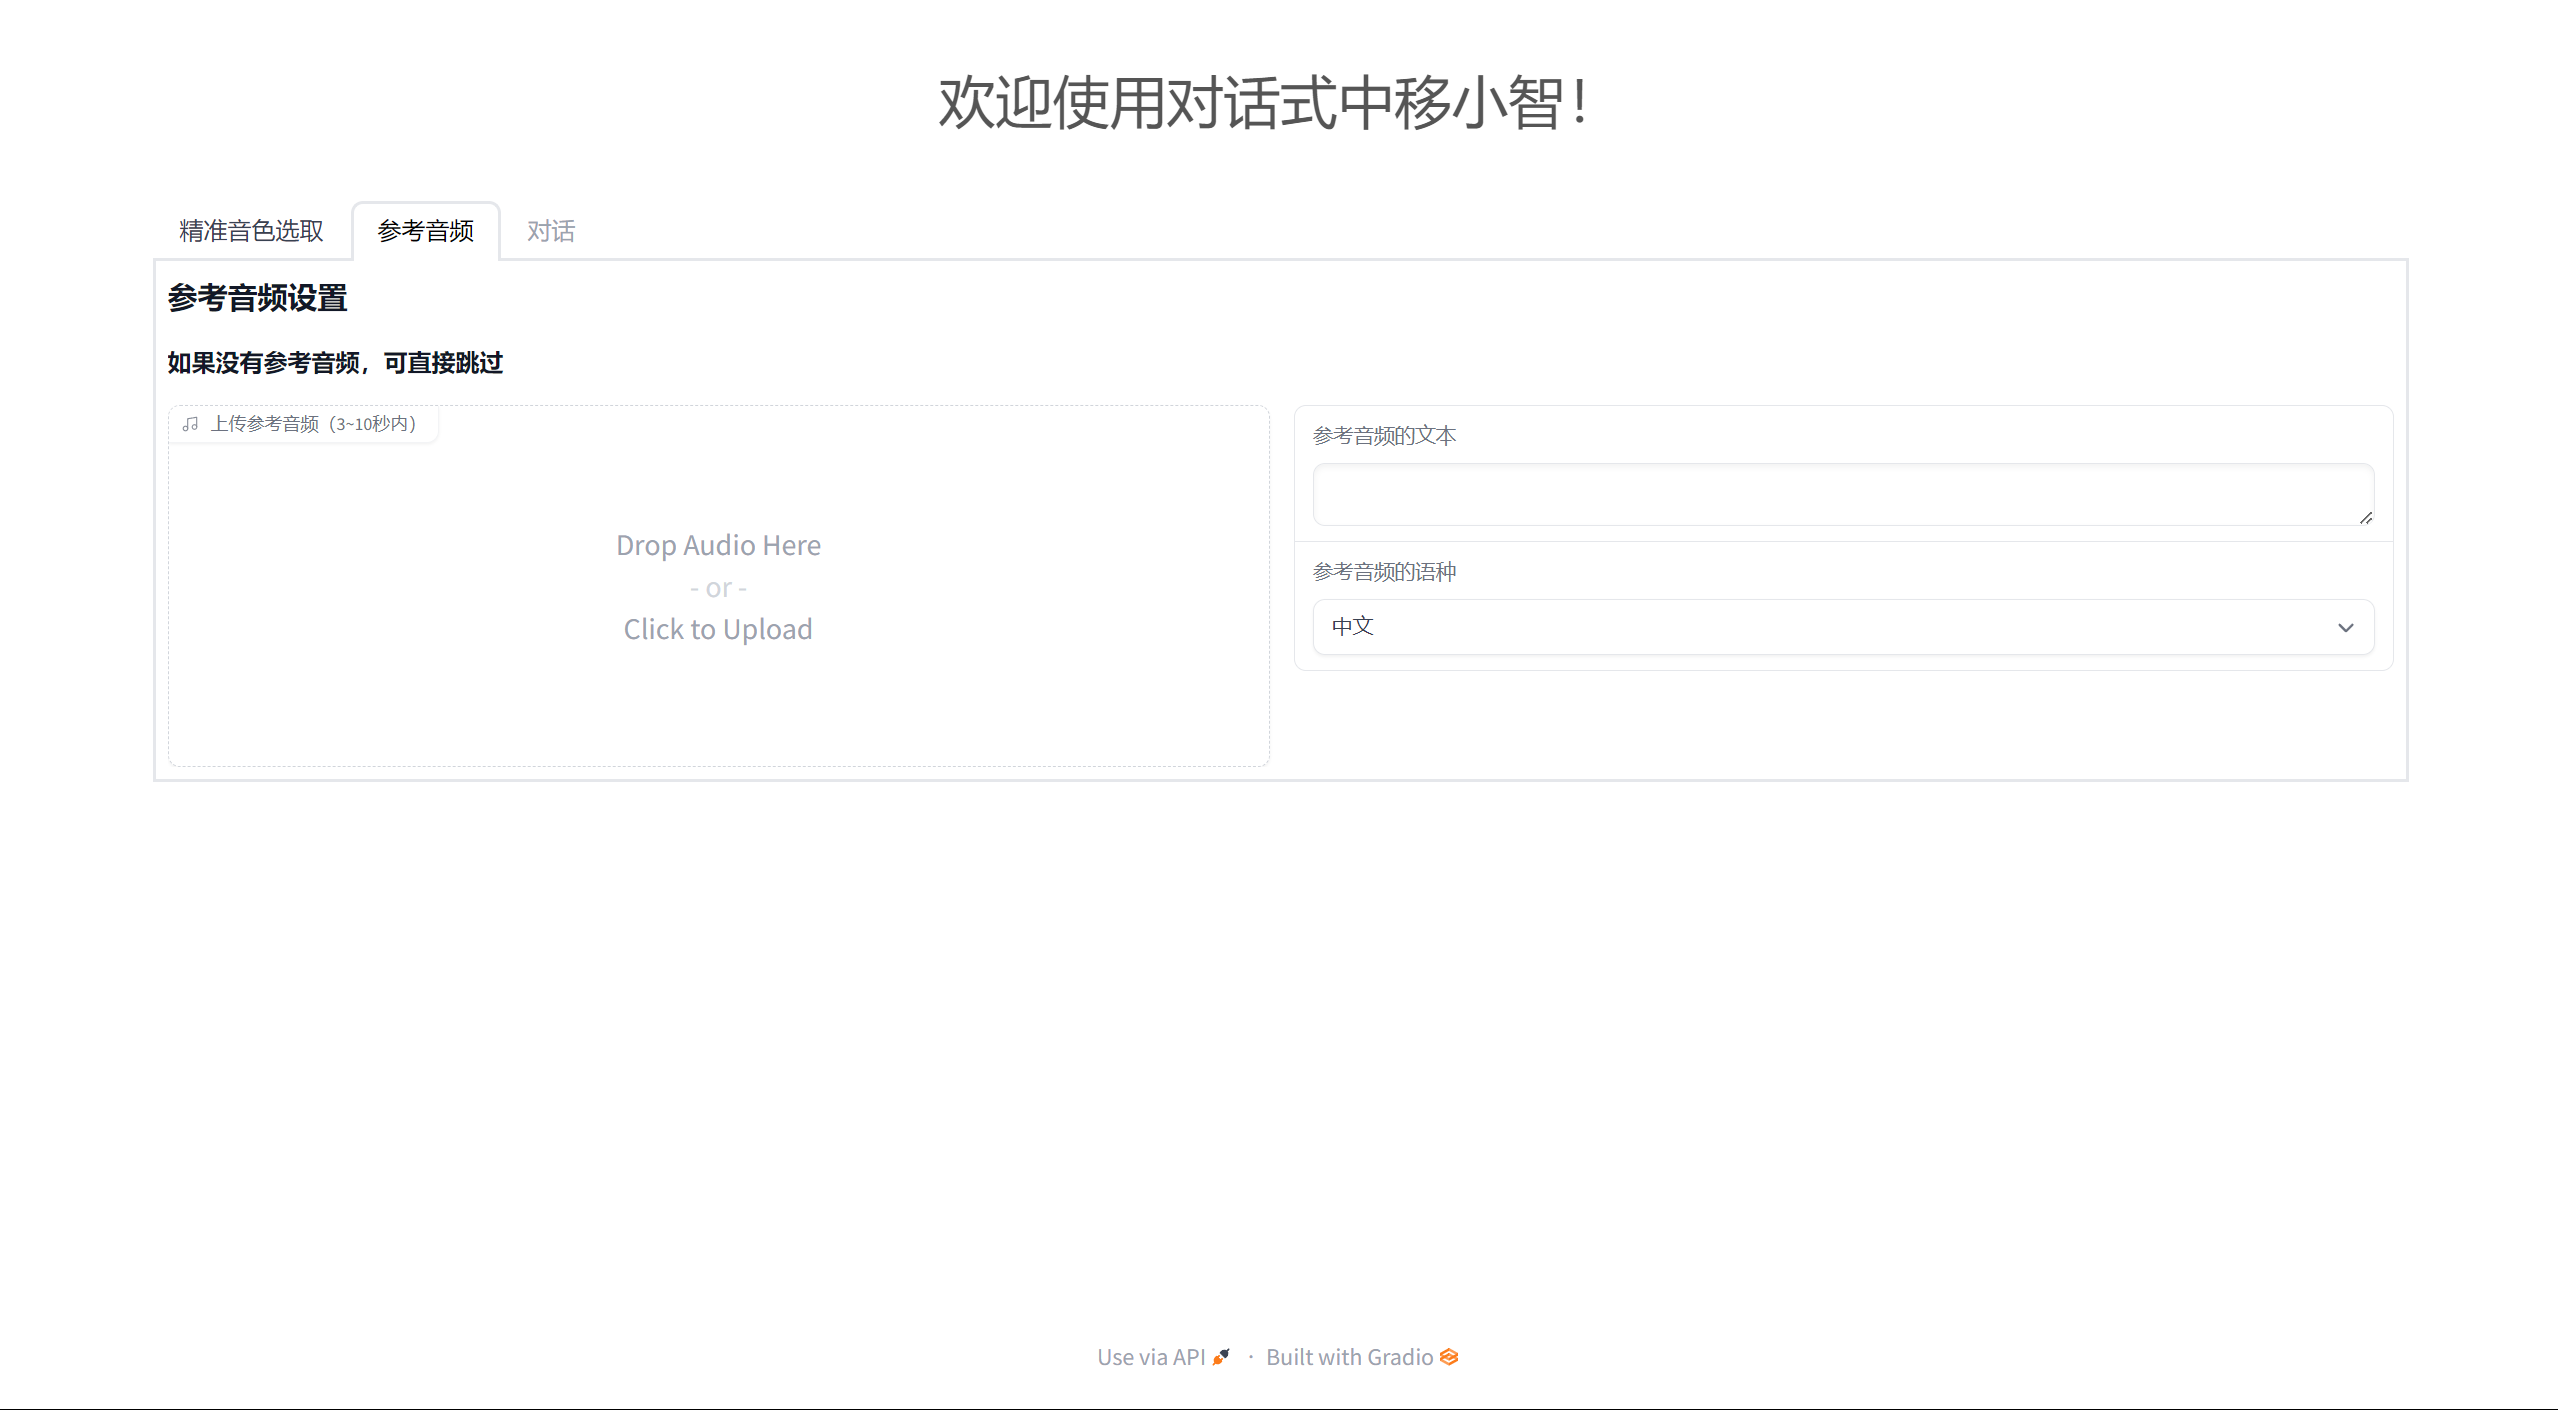 欢迎使用对话式中移小智！
精准音色选取 参考音频 对话
参考音频设置
如果没有参考音频，可直接跳过
上传参考音频（3~10秒内）
Drop Audio Here
- or -
Click to Upload
参考音频的文本
参考音频的语种
中文
Use via API · Built with Gradio